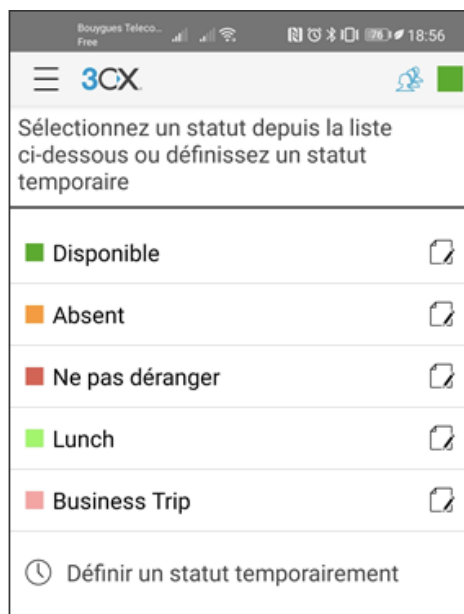 Bouygues Teleco...
Free
76
18:56
3CX
Sélectionnez un statut depuis la liste
ci-dessous ou définissez un statut
temporaire
Disponible
Absent
Ne pas déranger
Lunch
Business Trip
Définir un statut temporairement